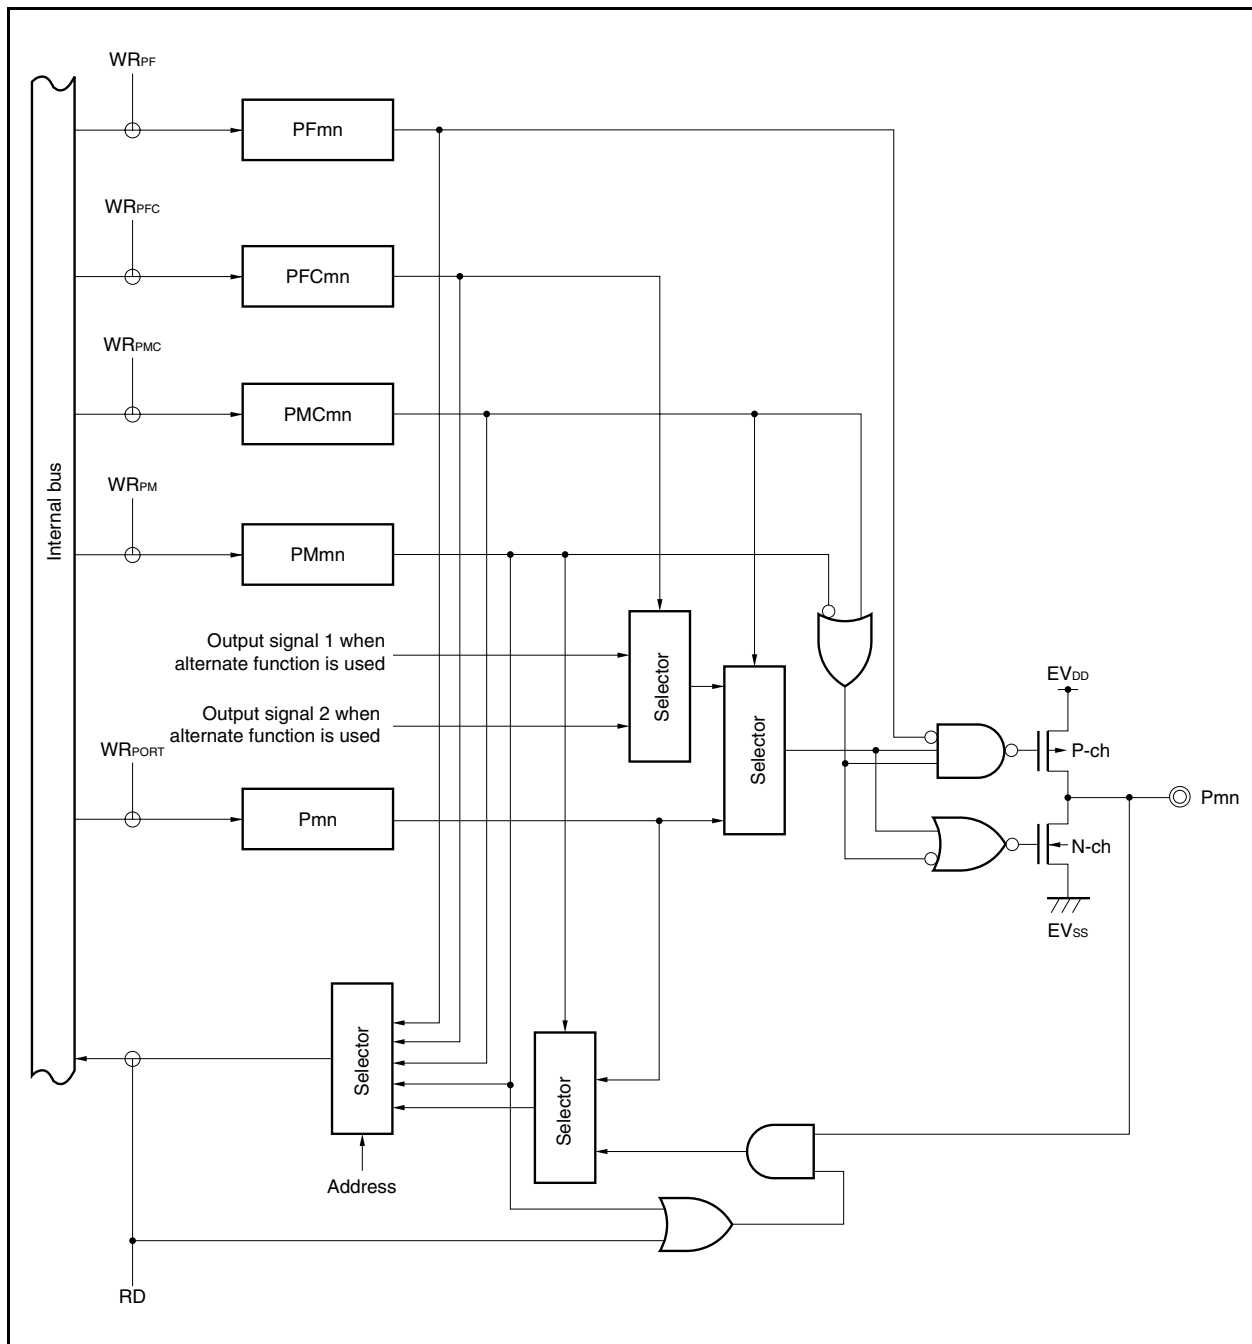 WRPF
PFmn
WRPFC
PFCmn
WRPMC
PMCmn
Internal bus
WRPM
PMmn
Output signal 1 when
alternate function is used
Selector
Output signal 2 when
alternate function is used
Selector
EVDD
P-ch
WRPORT
Pmn
Pmn
N-ch
EVSS
Selector
Selector
Address
RD